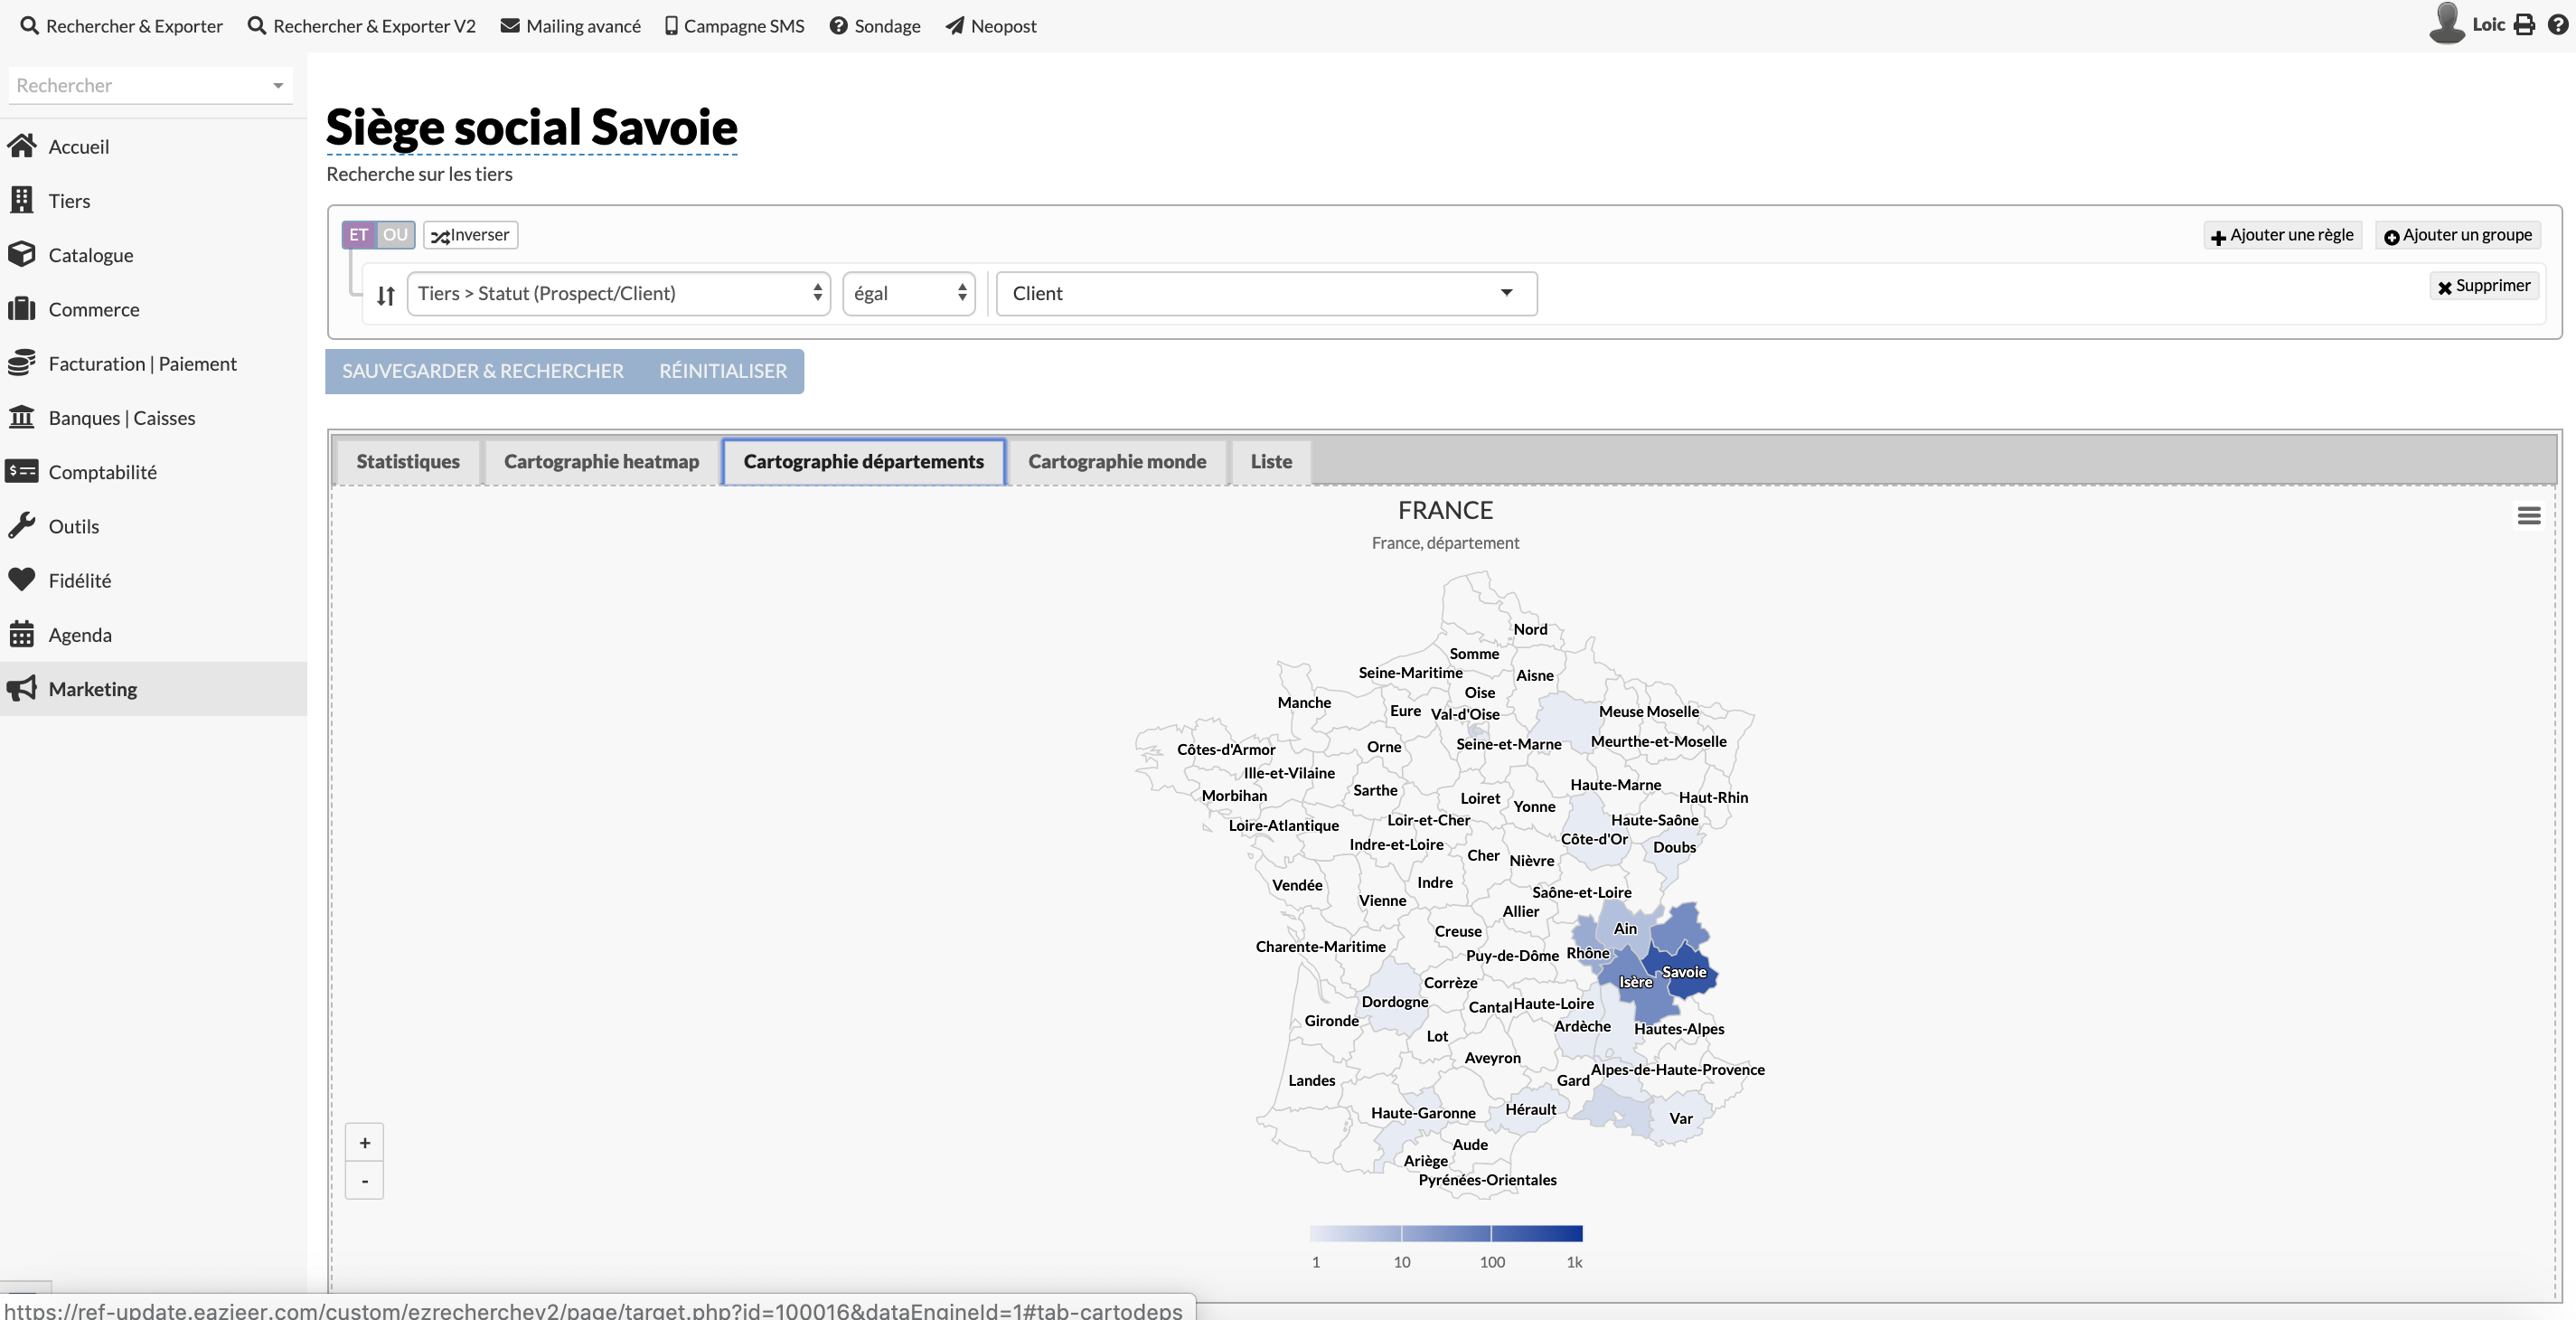 Rechercher & Exporter Rechercher & Exporter V2 Mailing avancé Campagne SMS Sondage Neopost Loic
Rechercher
Accueil
Tiers
Catalogue
Commerce
Facturation | Paiement
Banques | Caisses
Comptabilité
Outils
Fidélité
Agenda
Marketing
Siège social Savoie
Recherche sur les tiers
ET OU Inverser Ajouter une règle Ajouter un groupe
Tiers > Statut (Prospect/Client) égal Client Supprimer
SAUVEGARDER & RECHERCHER RÉINITIALISER
Statistiques Cartographie heatmap Cartographie départements Cartographie monde Liste
FRANCE
France, département
Nord
Somme
Seine-Maritime Aisne
Oise
Manche
Eure Val-d'Oise Meuse Moselle
Seine-et-Marne Meurthe-et-Moselle
Côtes-d'Armor Orne
Ille-et-Vilaine
Haute-Marne
Morbihan Sarthe Loiret Haut-Rhin
Yonne
Loire-Atlantique Loir-et-Cher Haute-Saône
Côte-d'Or
Indre-et-Loire Doubs
Cher Nièvre
Vendée Indre
Saône-et-Loire
Vienne
Allier
Creuse Ain
Charente-Maritime
Puy-de-Dôme Rhône
Savoie
Corrèze Isère
Dordogne Cantal Haute-Loire
Gironde Ardèche Hautes-Alpes
Lot
Aveyron
Alpes-de-Haute-Provence
Landes Gard
Haute-Garonne Hérault
Var
Aude
Ariège
Pyrénées-Orientales
+
-
1 10 100 1k
https://ref-update.eazieer.com/custom/ezrecherchev2/page/target.php?id=100016&dataEngineId=1#tab-cartodeps